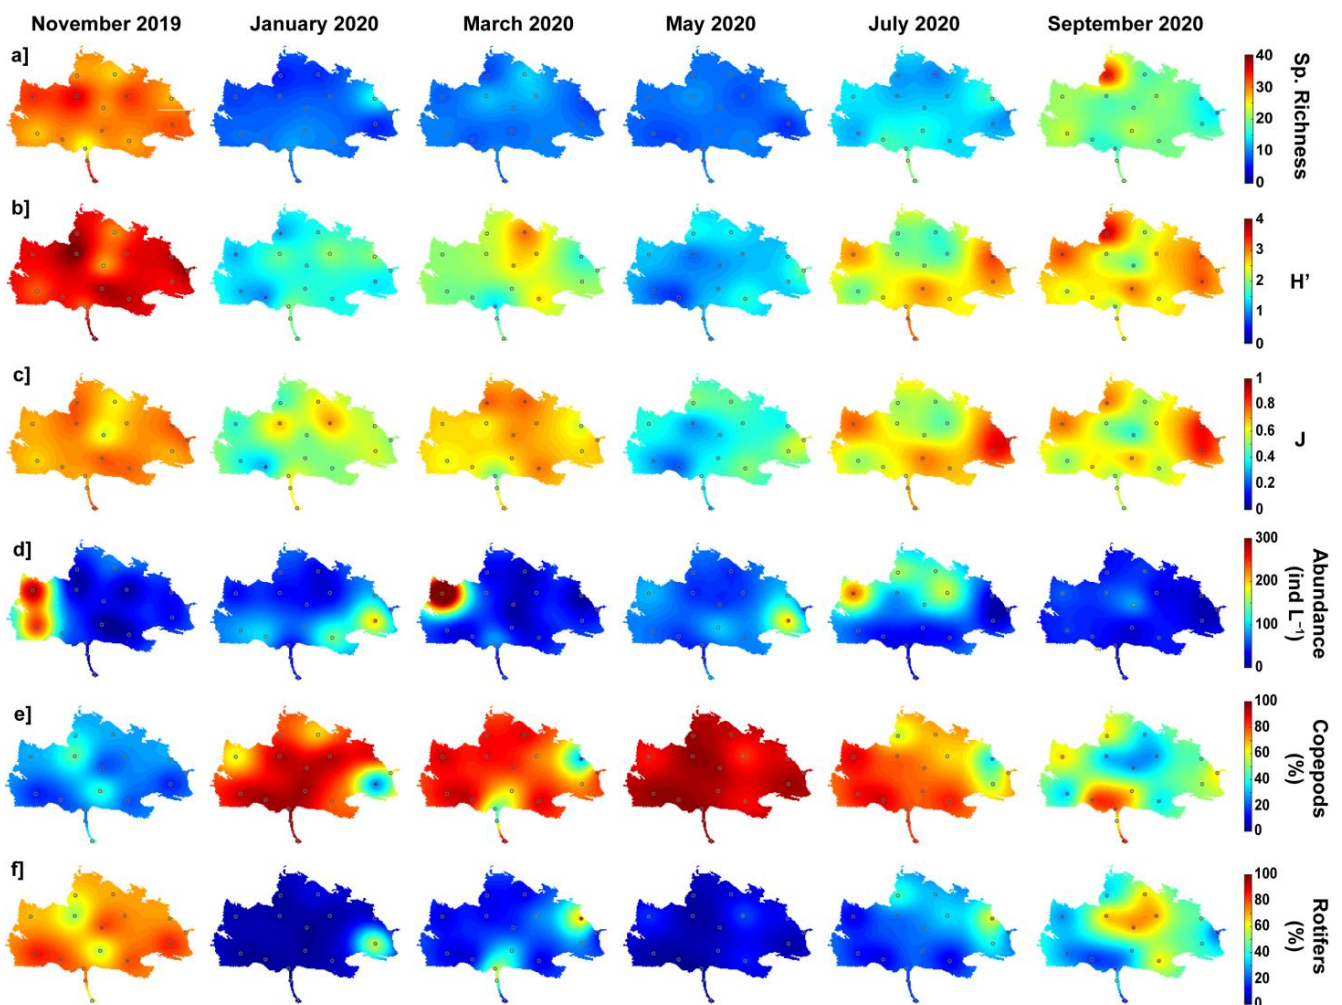 November 2019 January 2020 March 2020 May 2020 July 2020 September 2020
a]
40
30
20
10
0
Sp. Richness
b]
4
3
2
1
0
H'
c]
1
0.8
0.6
0.4
0.2
0
J
d]
300
200
100
0
Abundance
(ind L⁻¹)
e]
100
80
60
40
20
0
Copepods
(%)
f]
100
80
60
40
20
0
Rotifers
(%)